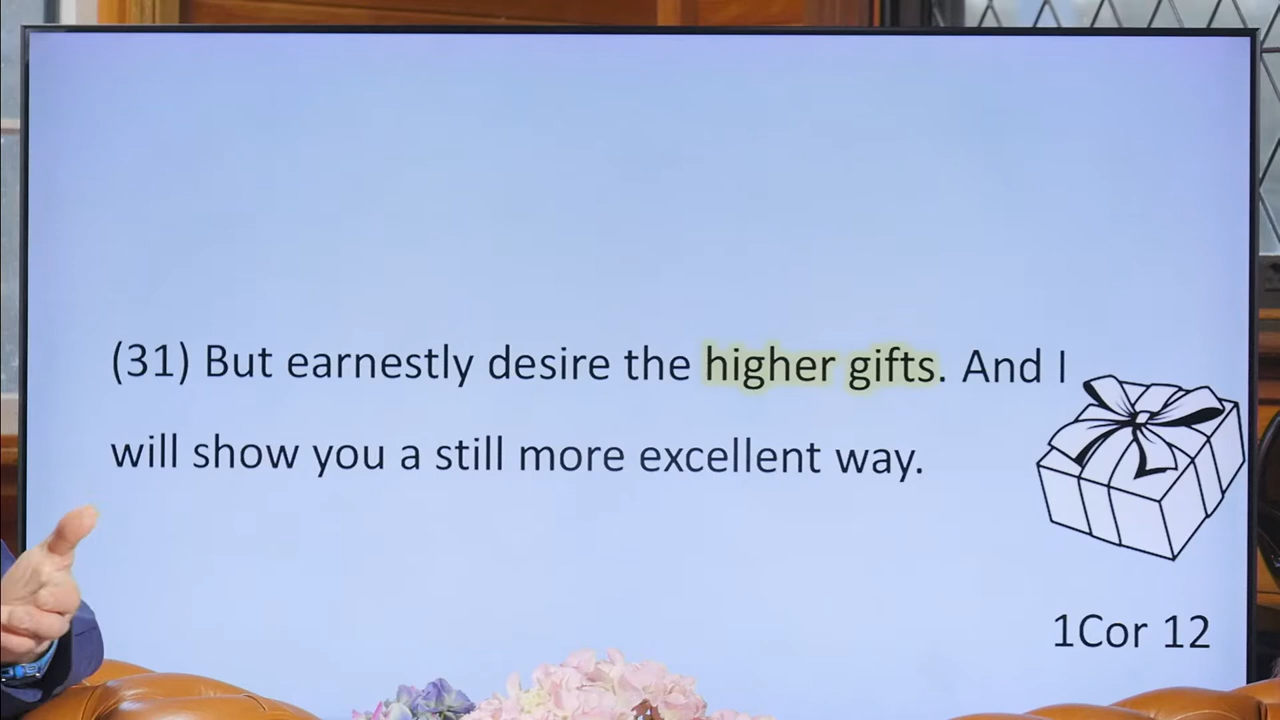 (31) But earnestly desire the higher gifts. And I
will show you a still more excellent way.
1Cor 12